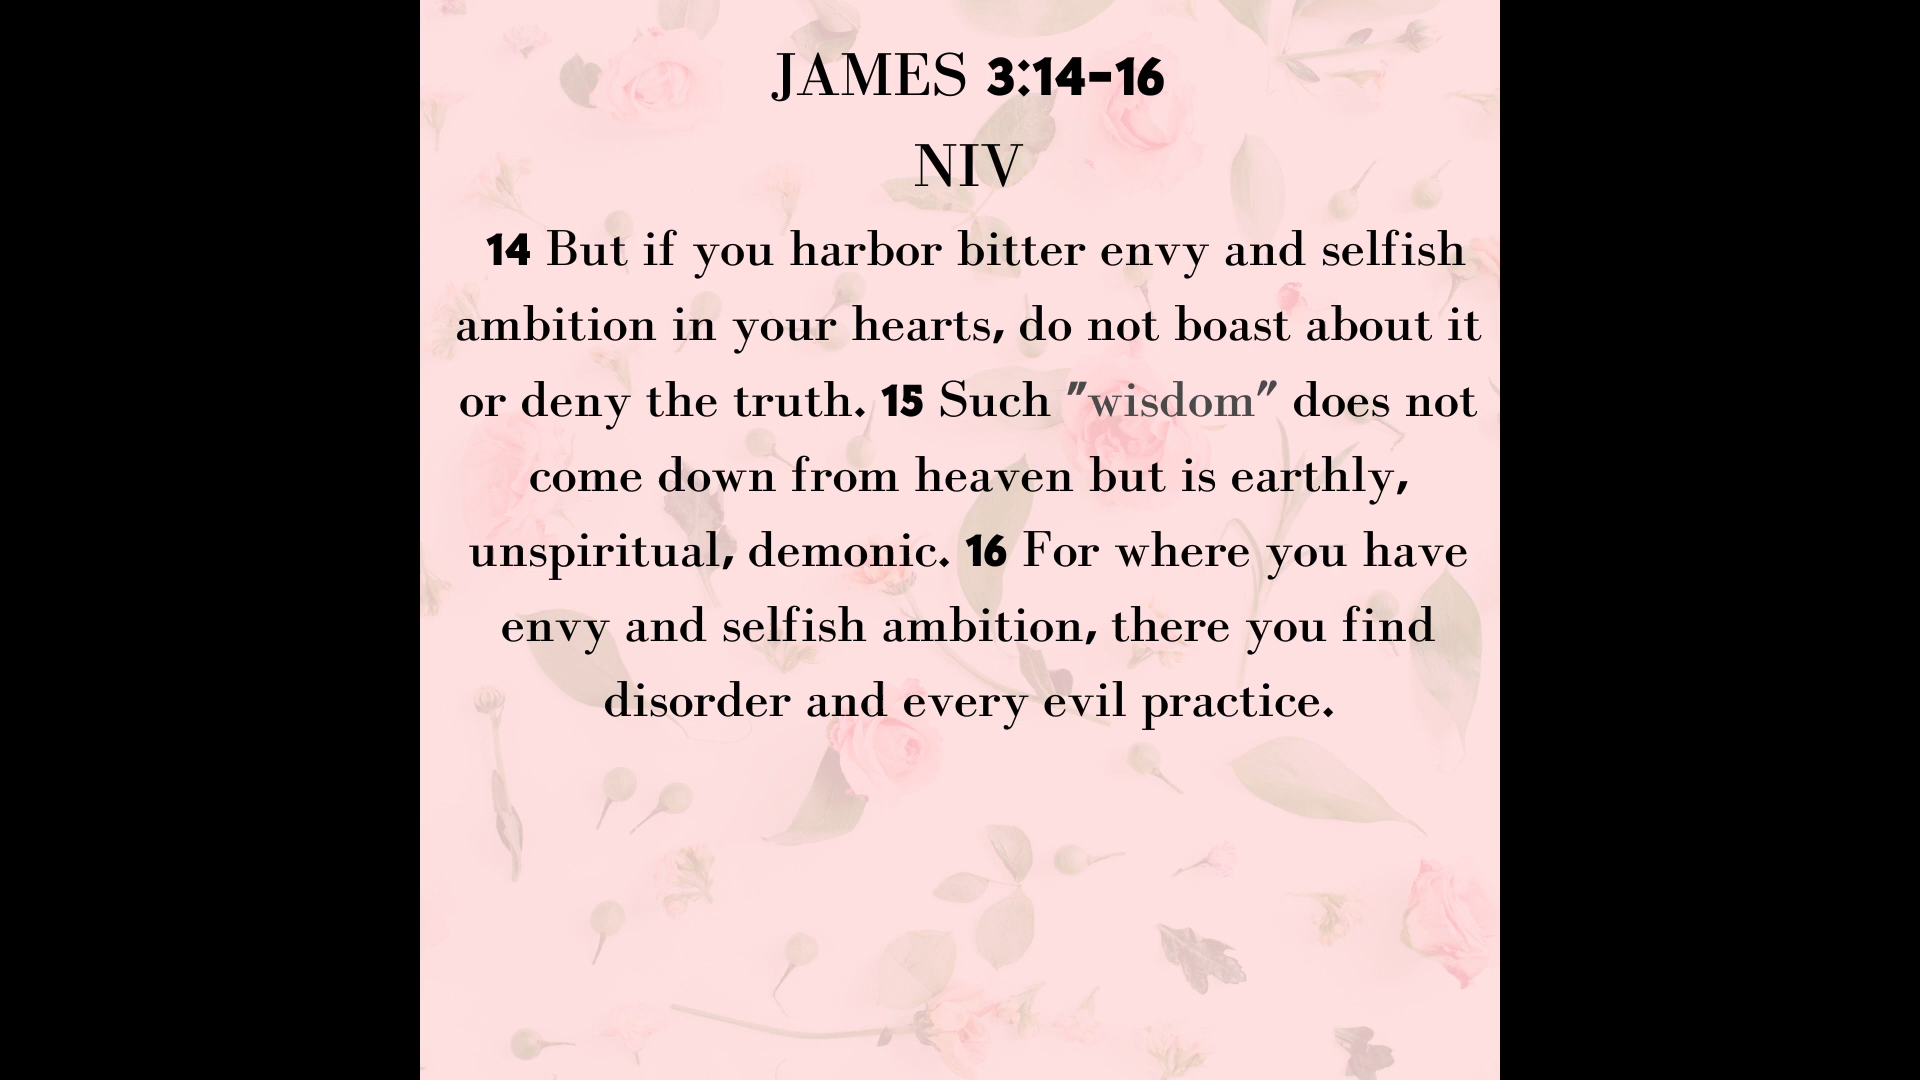 JAMES 3:14-16
NIV
14 But if you harbor bitter envy and selfish
ambition in your hearts, do not boast about it
or deny the truth. 15 Such "wisdom" does not
come down from heaven but is earthly,
unspiritual, demonic. 16 For where you have
envy and selfish ambition, there you find
disorder and every evil practice.